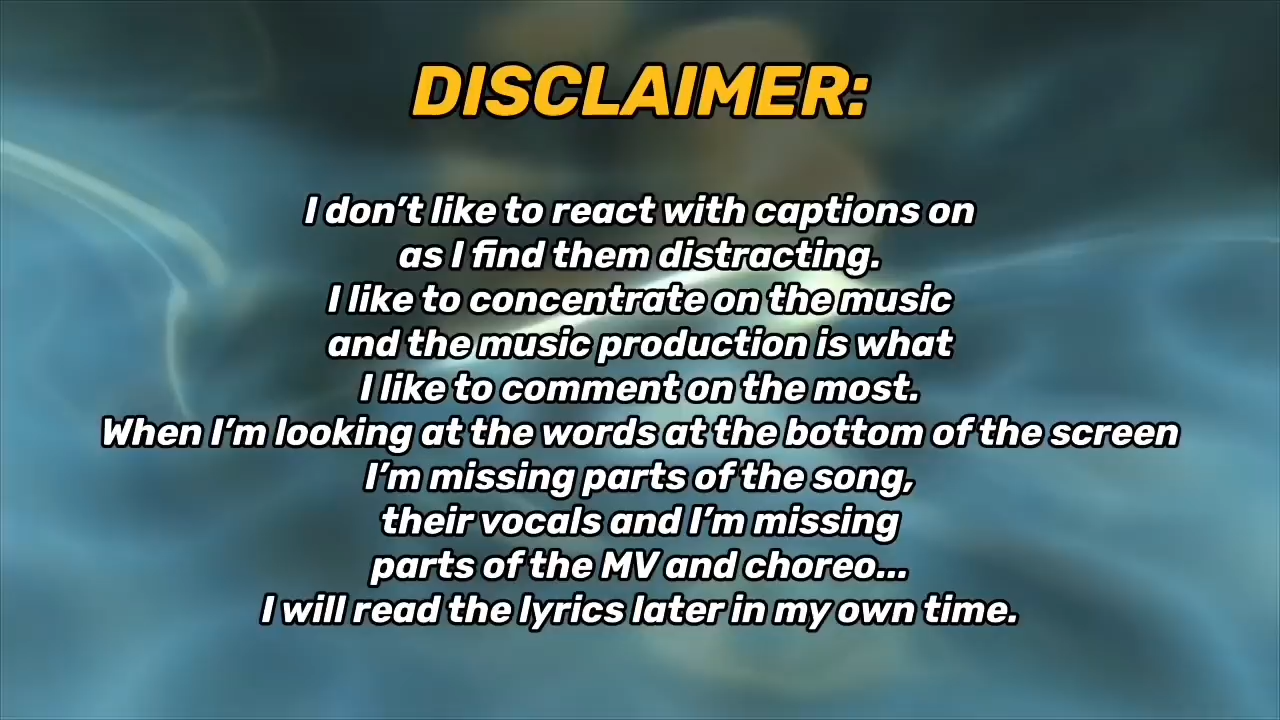 DISCLAIMER:
I don’t like to react with captions on
as I find them distracting.
I like to concentrate on the music
and the music production is what
I like to comment on the most.
When I’m looking at the words at the bottom of the screen
I’m missing parts of the song,
their vocals and I’m missing
parts of the MV and choreo...
I will read the lyrics later in my own time.